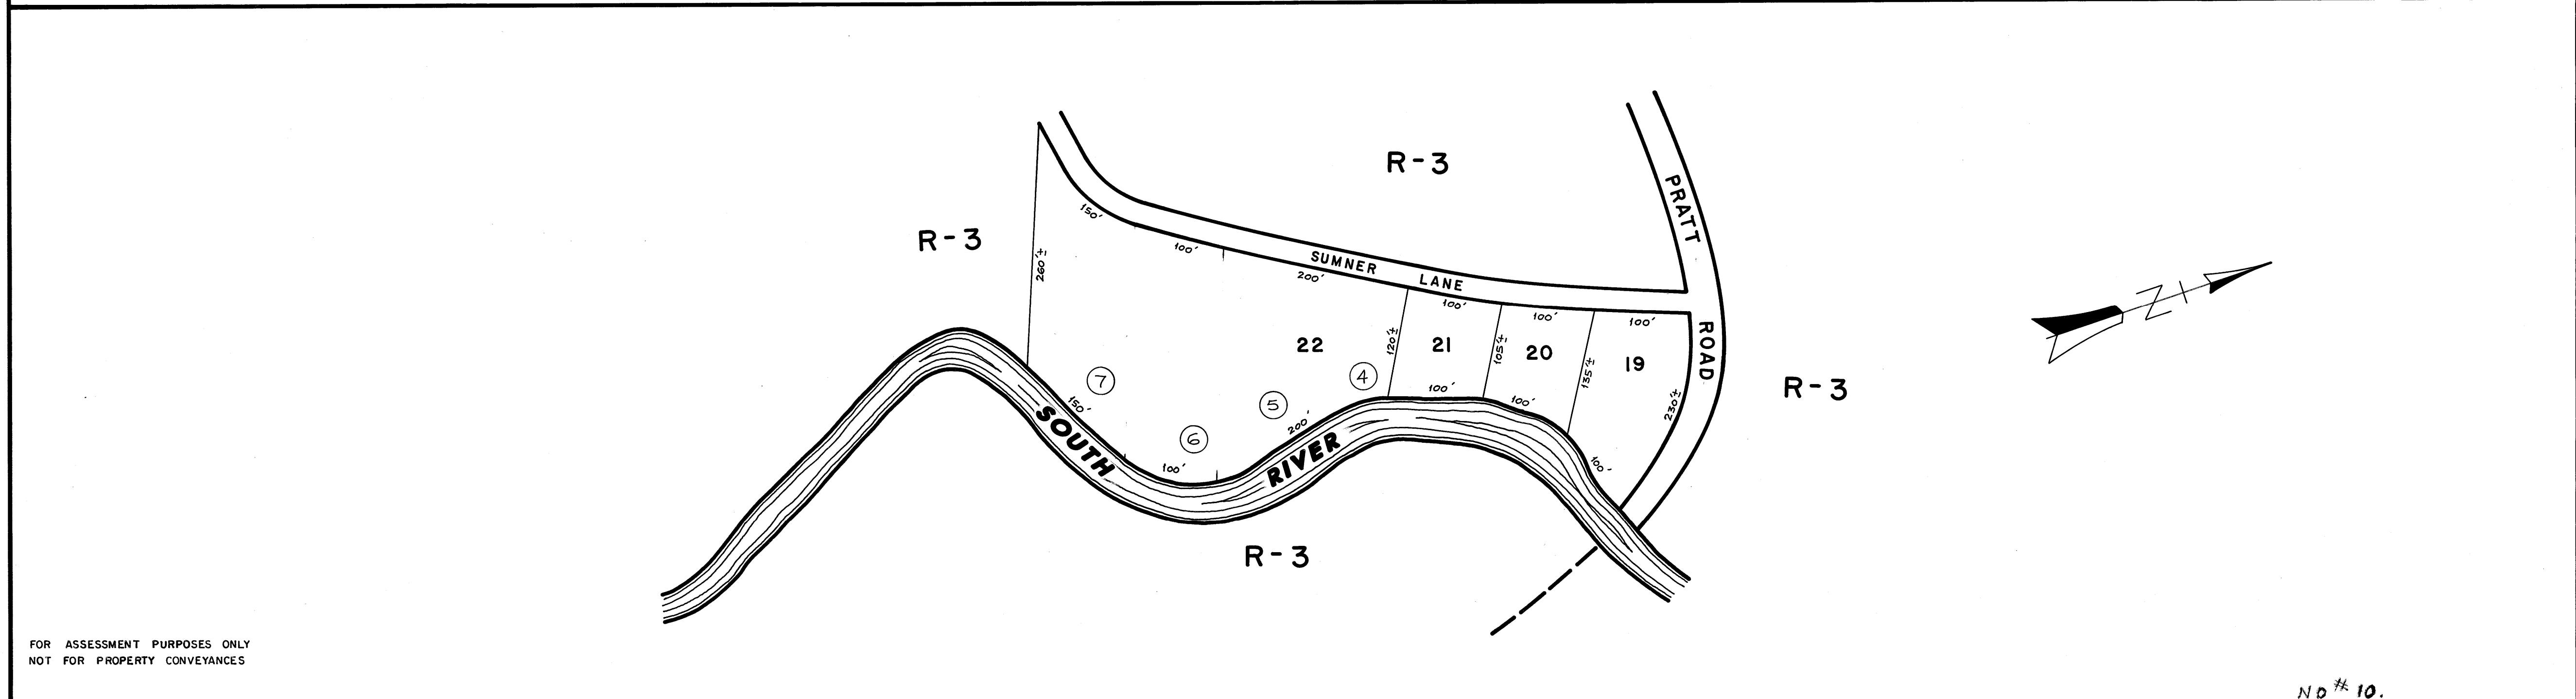 R-3
PRATT
ROAD
R-3
150'
100'
SUMNER LANE
200'
260'±
100'
100'
100'
22
120'±
21
105'±
20
135'±
19
230'±
R-3
7
4
5
6
150'
100'
200'
100'
100'
100'
SOUTH RIVER
R-3
N
FOR ASSESSMENT PURPOSES ONLY
NOT FOR PROPERTY CONVEYANCES
NO # 10.